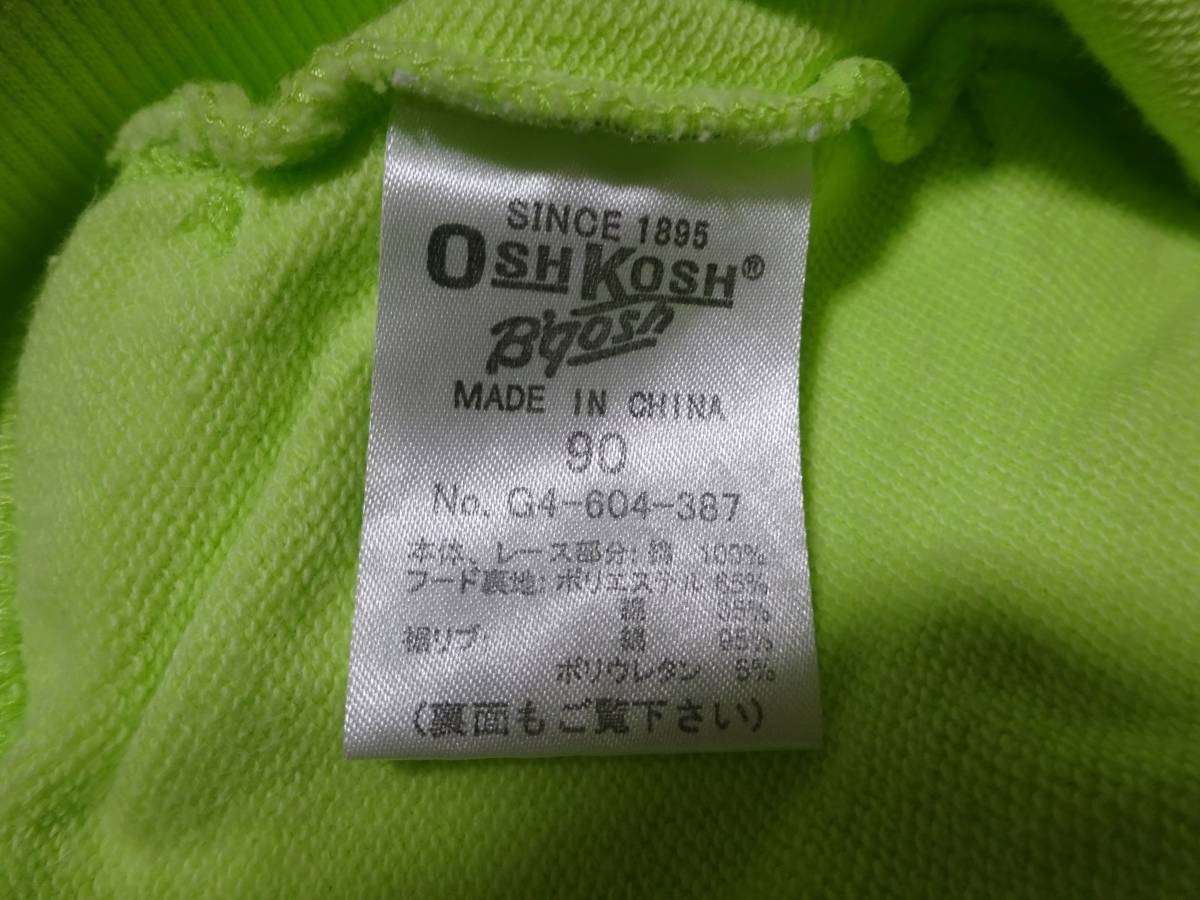 SINCE 1895
OSHKOSH®
B'gosh
MADE IN CHINA
90
No. G4-604-387
本体、レース部分:綿 100%
フード裏地:ポリエステル 65%
綿 35%
裾リブ 綿 95%
ポリウレタン 5%
(裏面もご覧下さい)